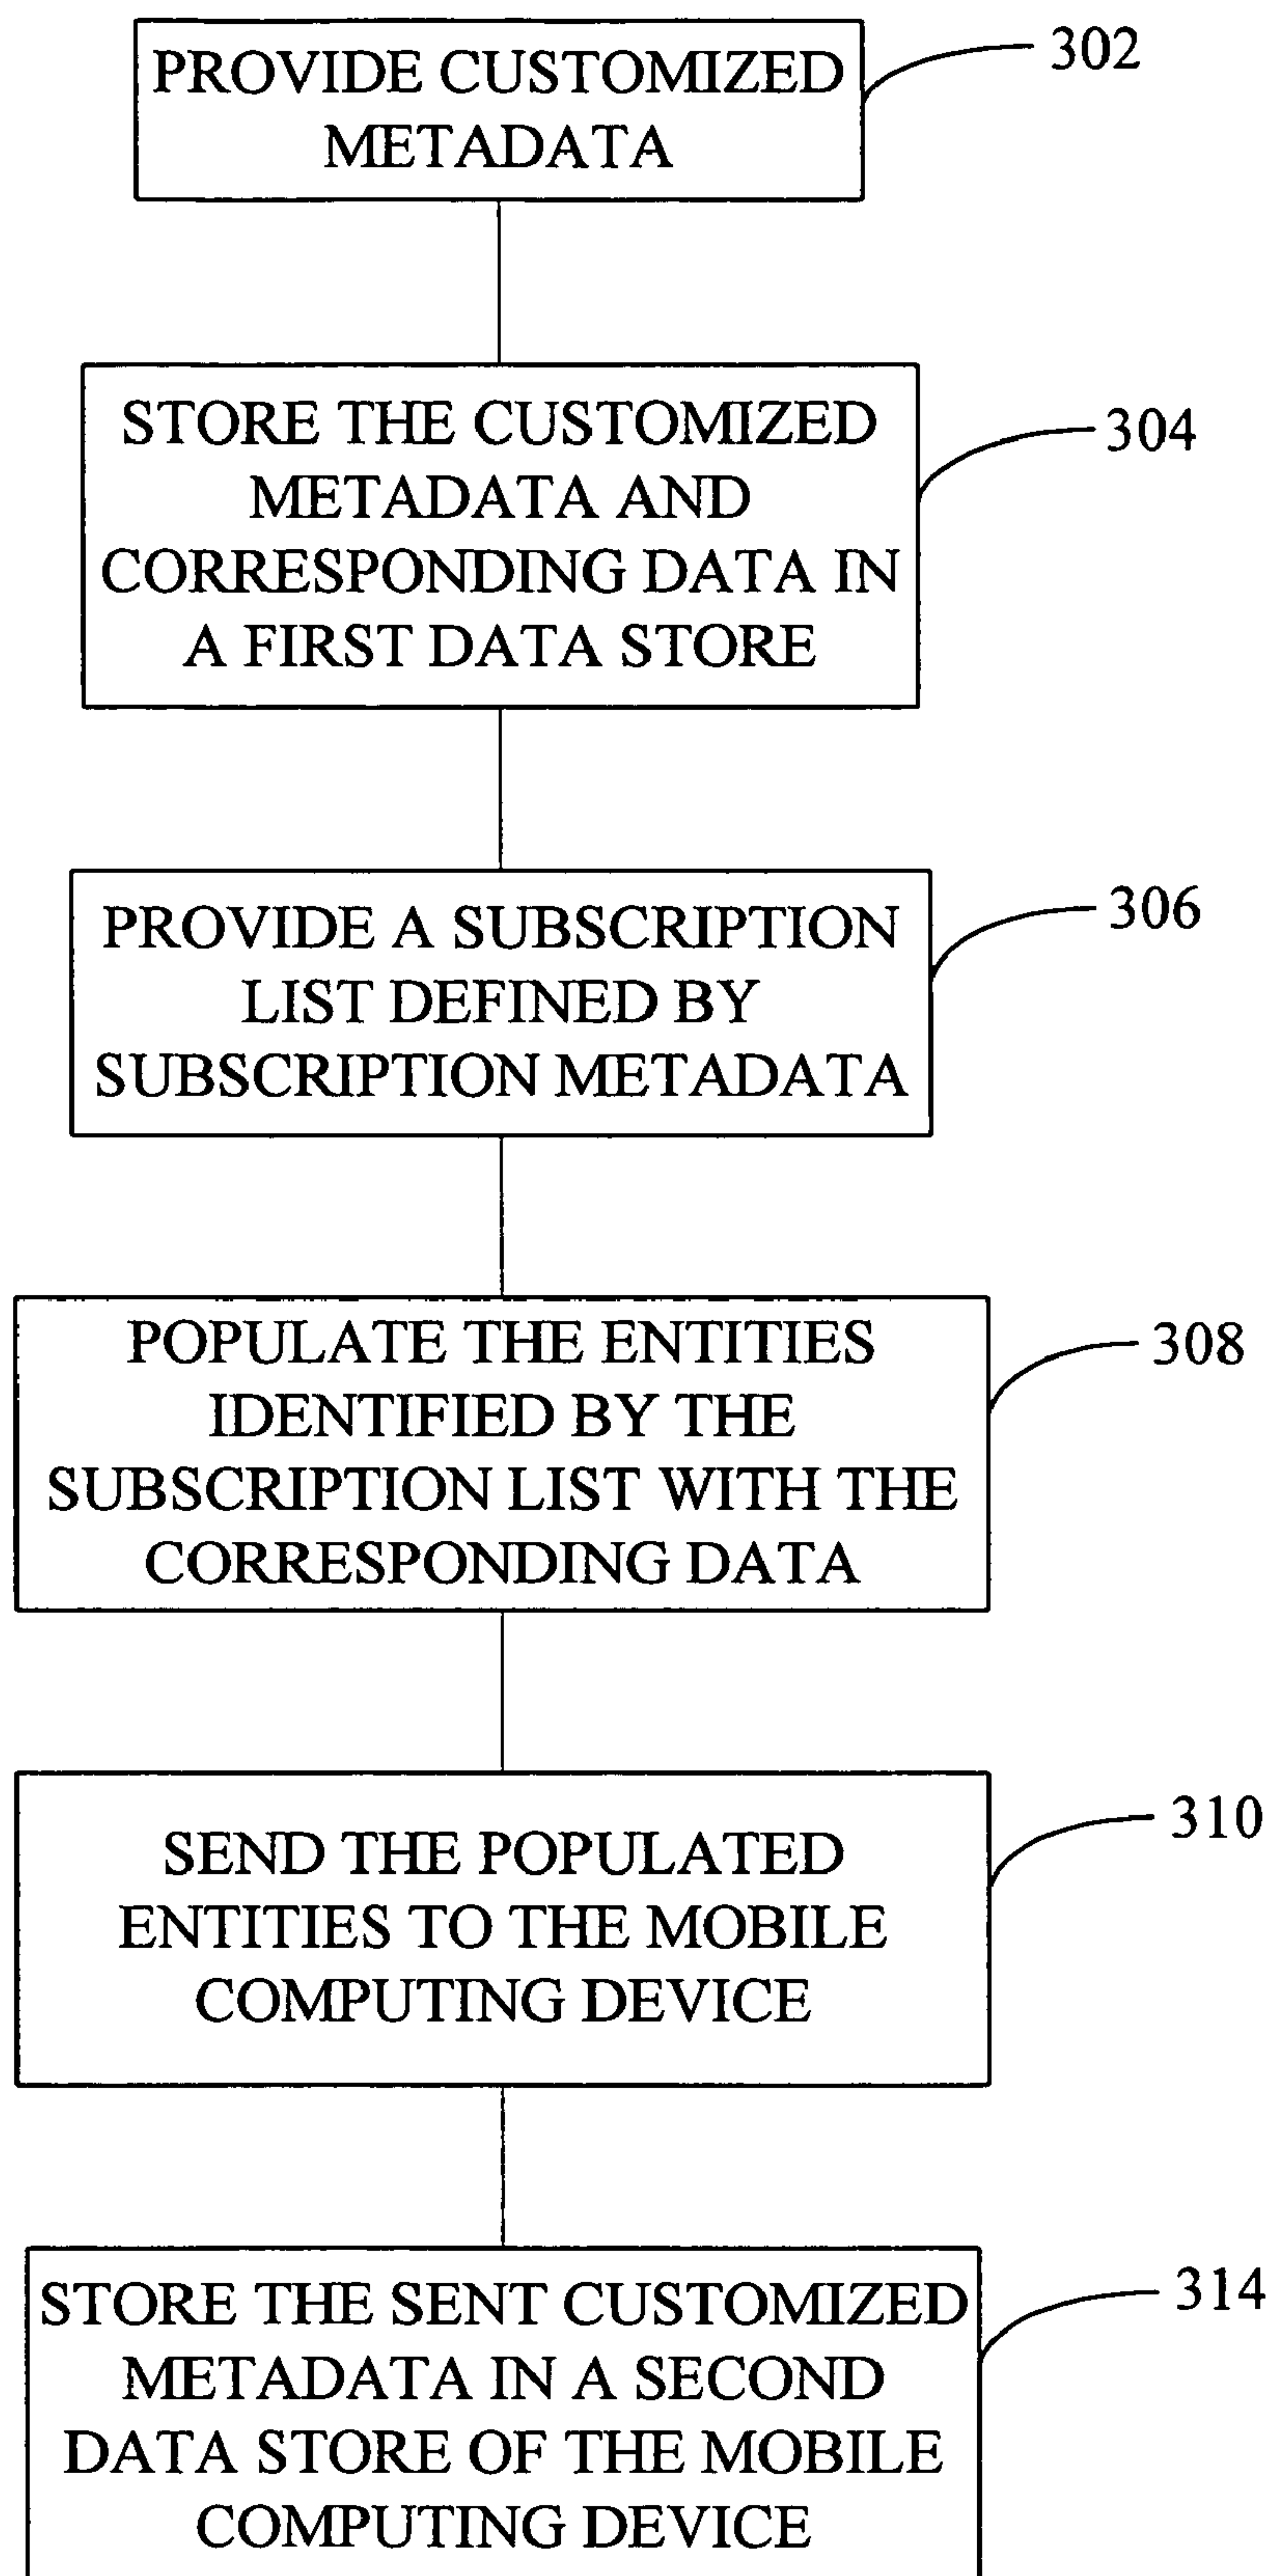 PROVIDE CUSTOMIZED
METADATA
302
STORE THE CUSTOMIZED
METADATA AND
CORRESPONDING DATA IN
A FIRST DATA STORE
304
PROVIDE A SUBSCRIPTION
LIST DEFINED BY
SUBSCRIPTION METADATA
306
POPULATE THE ENTITIES
IDENTIFIED BY THE
SUBSCRIPTION LIST WITH THE
CORRESPONDING DATA
308
SEND THE POPULATED
ENTITIES TO THE MOBILE
COMPUTING DEVICE
310
STORE THE SENT CUSTOMIZED
METADATA IN A SECOND
DATA STORE OF THE MOBILE
COMPUTING DEVICE
314